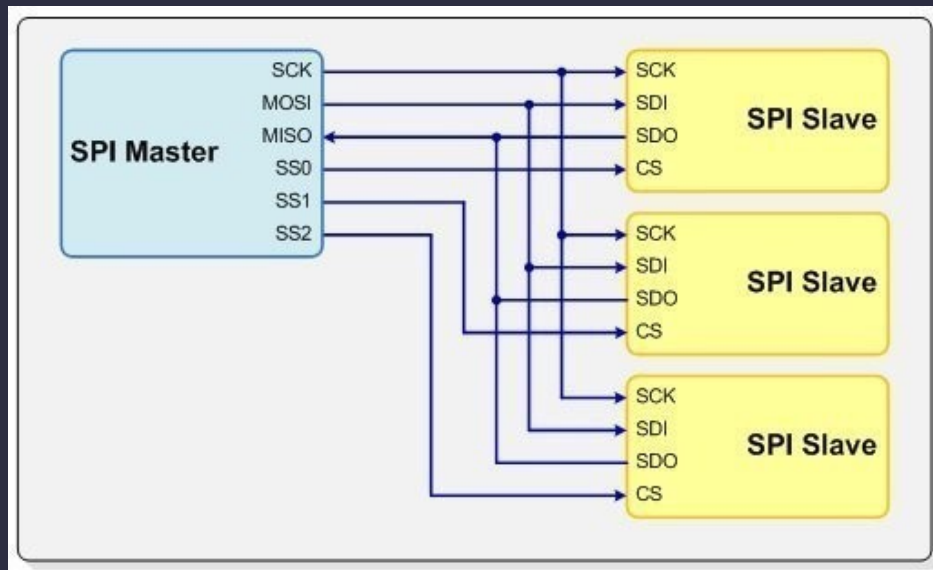 SCK
MOSI
MISO
SPI Master
SS0
SS1
SS2
SCK
SDI
SPI Slave
SDO
CS
SCK
SDI
SPI Slave
SDO
CS
SCK
SDI
SPI Slave
SDO
CS